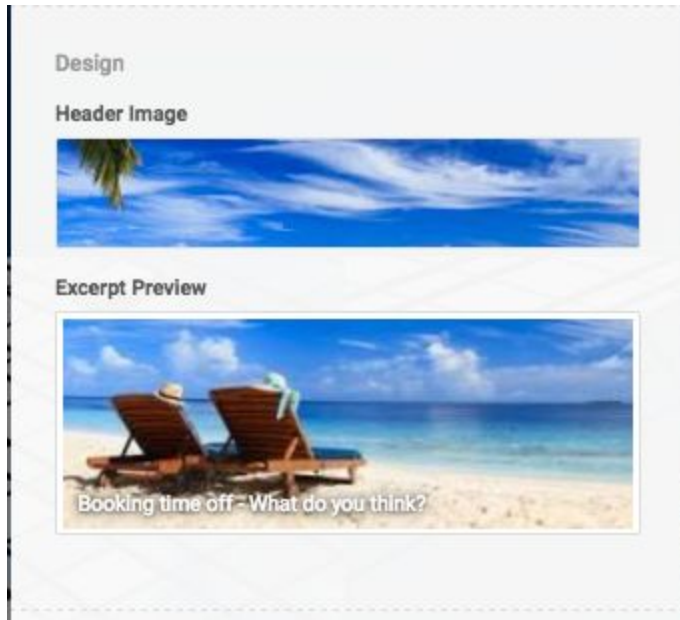 Design
Header Image
Excerpt Preview
Booking time off - What do you think?